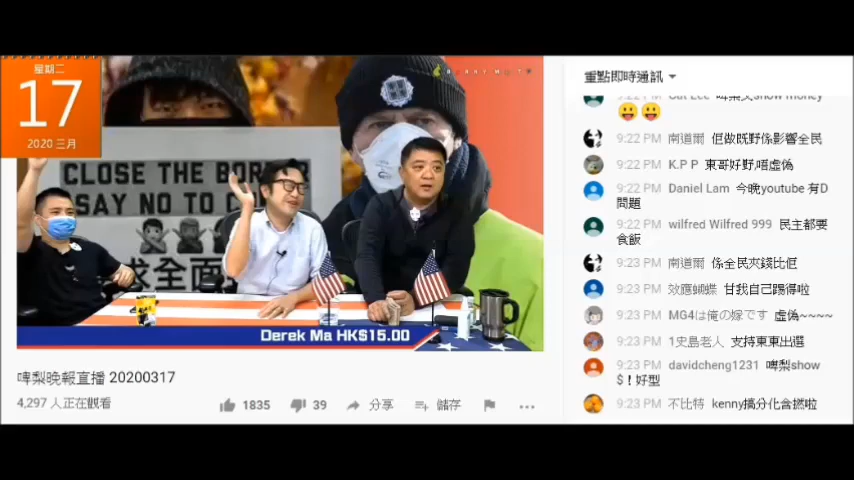 星期二
17
2020 三月
CLOSE THE BOR
SAY NO TO C
求全面
Derek Ma HK$15.00
啤梨晚報直播 20200317
4,297 人正在觀看
1835
39
分享
儲存
重點即時通訊
9:22 PM 南道爾 佢做既野係影響全民
9:22 PM K.P P 東哥好野,唔虛偽
9:22 PM Daniel Lam 今晚youtube 有D
問題
9:22 PM wilfred Wilfred 999 民主都要
食飯
9:23 PM 南道爾 係全民夾錢比佢
9:23 PM 效應蝴蝶 甘我自己踢得啦
9:23 PM MG4は俺の嫁です 虛偽~~~~
9:23 PM 1史島老人 支持東東出選
9:23 PM davidcheng1231 啤梨show
$！好型
9:23 PM 不比特 kenny搞分化含撚啦